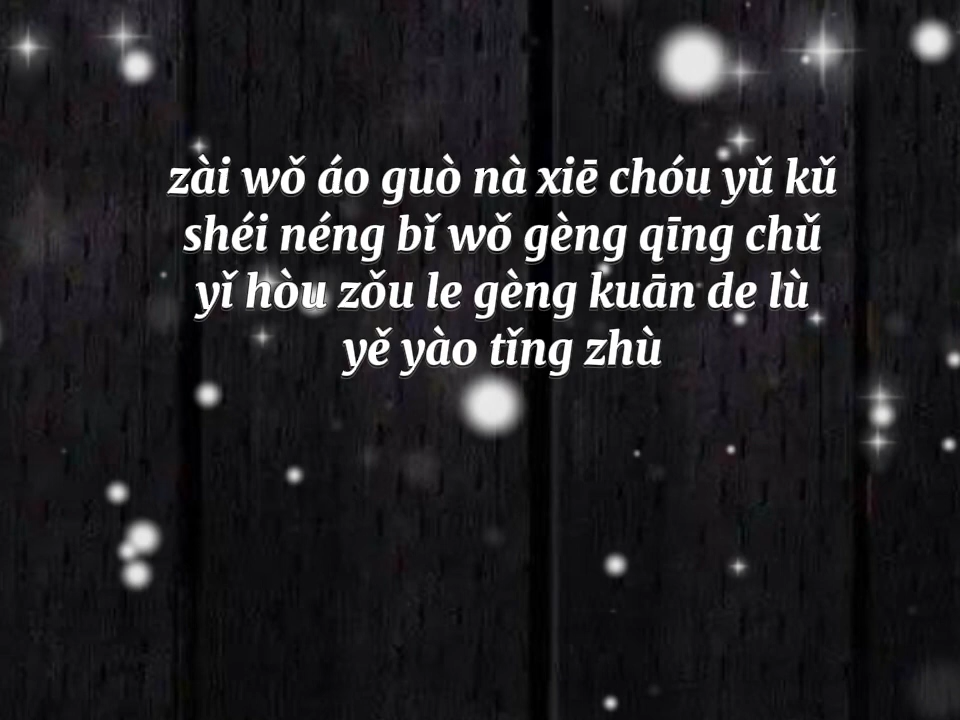 zài wǒ áo guò nà xiē chóu yǔ kǔ
shéi néng bǐ wǒ gèng qīng chǔ
yǐ hòu zǒu le gèng kuān de lù
yě yào tǐng zhù